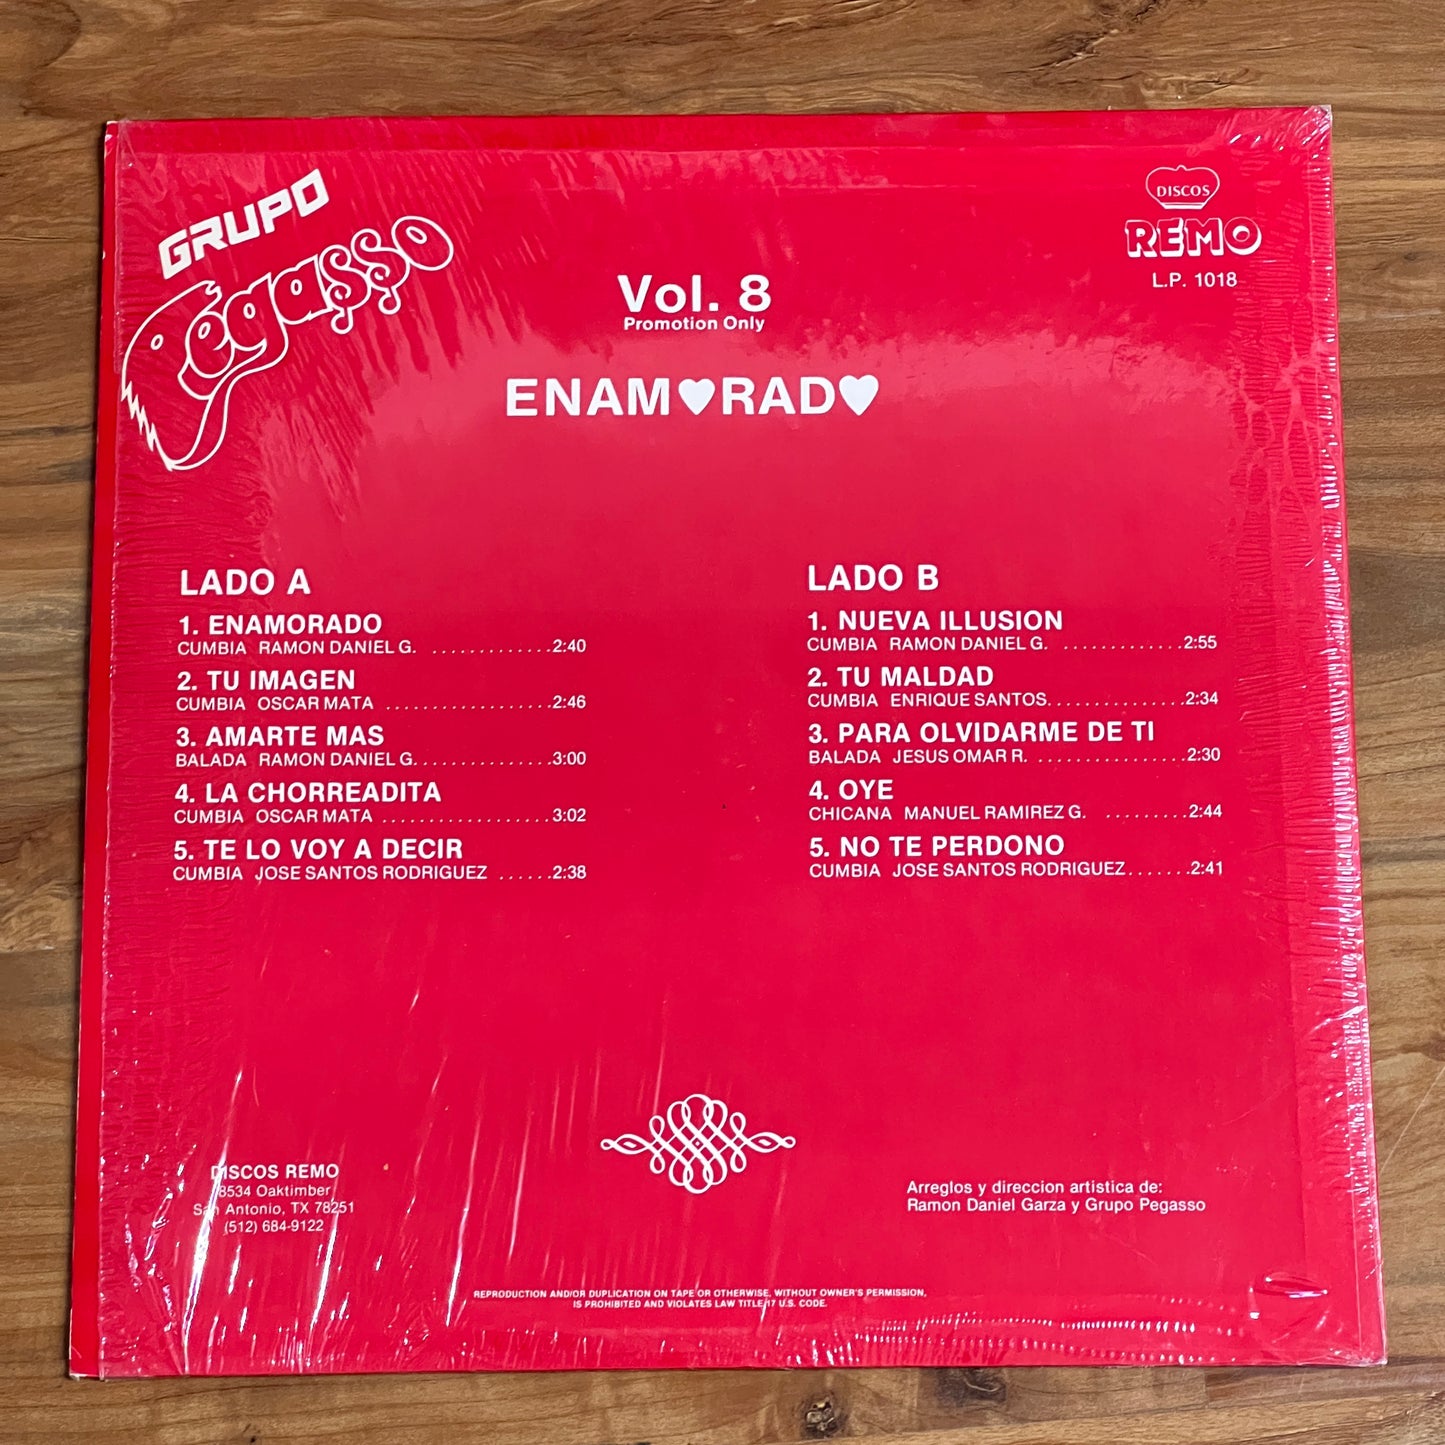 GRUPO
Pegasso
DISCOS
REMO
L.P. 1018
Vol. 8
Promotion Only
ENAM♥RAD♥
LADO A
1. ENAMORADO
CUMBIA RAMON DANIEL G. .............2:40
2. TU IMAGEN
CUMBIA OSCAR MATA ..................2:46
3. AMARTE MAS
BALADA RAMON DANIEL G...............3:00
4. LA CHORREADITA
CUMBIA OSCAR MATA ..................3:02
5. TE LO VOY A DECIR
CUMBIA JOSE SANTOS RODRIGUEZ ......2:38
LADO B
1. NUEVA ILLUSION
CUMBIA RAMON DANIEL G. .............2:55
2. TU MALDAD
CUMBIA ENRIQUE SANTOS...............2:34
3. PARA OLVIDARME DE TI
BALADA JESUS OMAR R. ................2:30
4. OYE
CHICANA MANUEL RAMIREZ G. .........2:44
5. NO TE PERDONO
CUMBIA JOSE SANTOS RODRIGUEZ.......2:41
DISCOS REMO
8534 Oaktimber
San Antonio, TX 78251
(512) 684-9122
Arreglos y direccion artistica de:
Ramon Daniel Garza y Grupo Pegasso
REPRODUCTION AND/OR DUPLICATION ON TAPE OR OTHERWISE, WITHOUT OWNER'S PERMISSION,
IS PROHIBITED AND VIOLATES LAW TITLE 17 U.S. CODE.